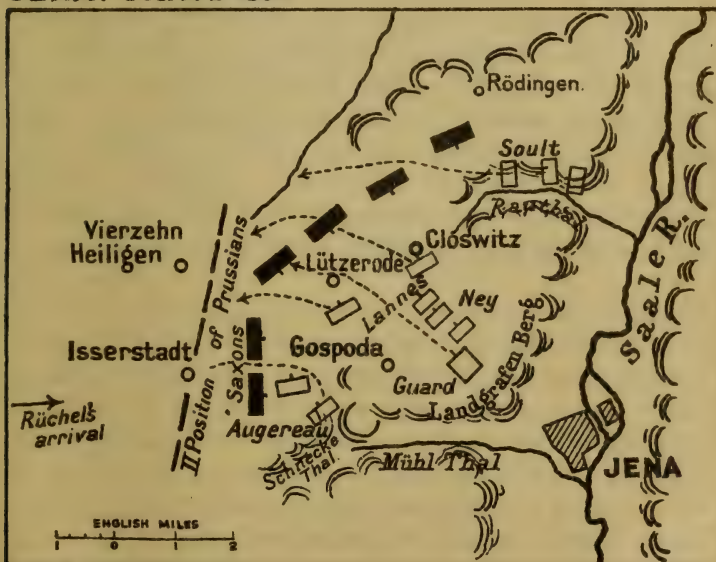 Rödingen.
Soult
Rauthal
Closwitz
Vierzehn
Heiligen
Lützerode
Lannes
Ney
Saale R.
Landgrafen Berg
Isserstadt
Gospoda
Guard
II Position of Prussians
Saxons
Rüchel's
arrival
Augereau
Schnecke
Thal.
Mühl Thal
JENA
ENGLISH MILES
1 0 1 2